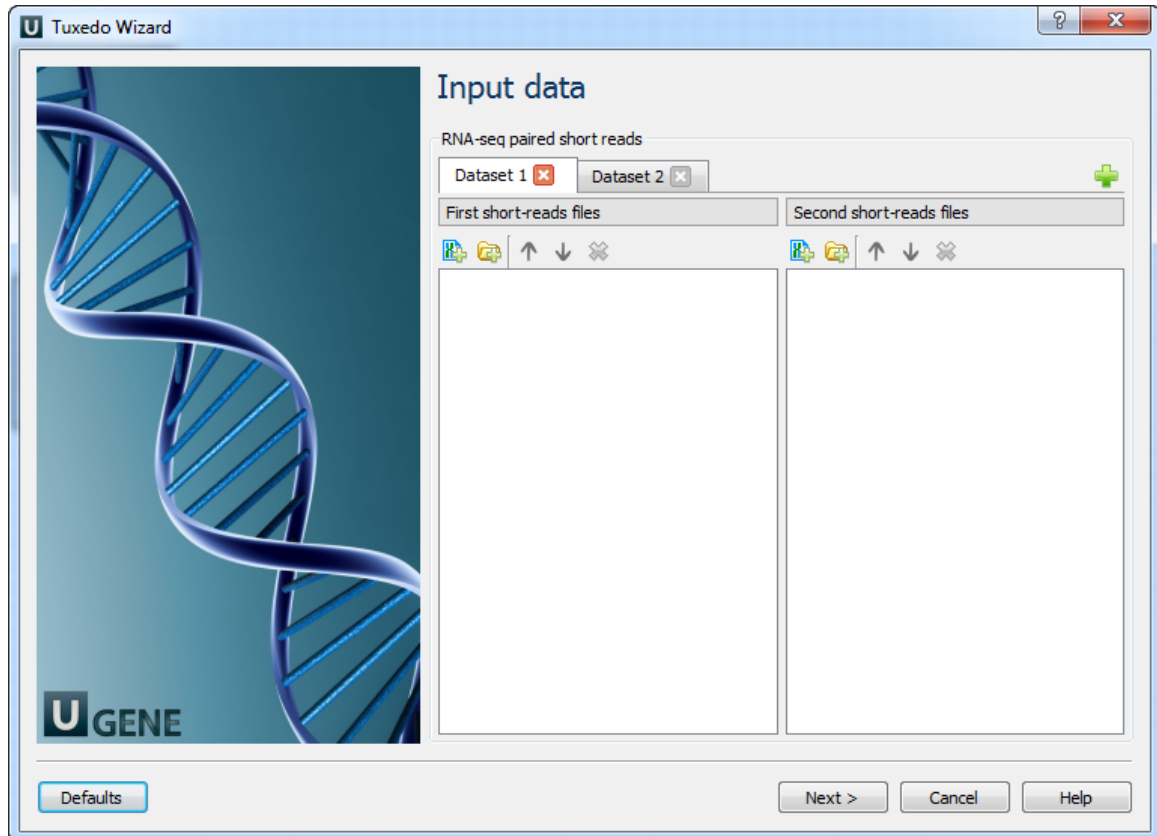 U Tuxedo Wizard
Input data
RNA-seq paired short reads
Dataset 1
Dataset 2
First short-reads files
Second short-reads files
U GENE
Defaults
Next >
Cancel
Help